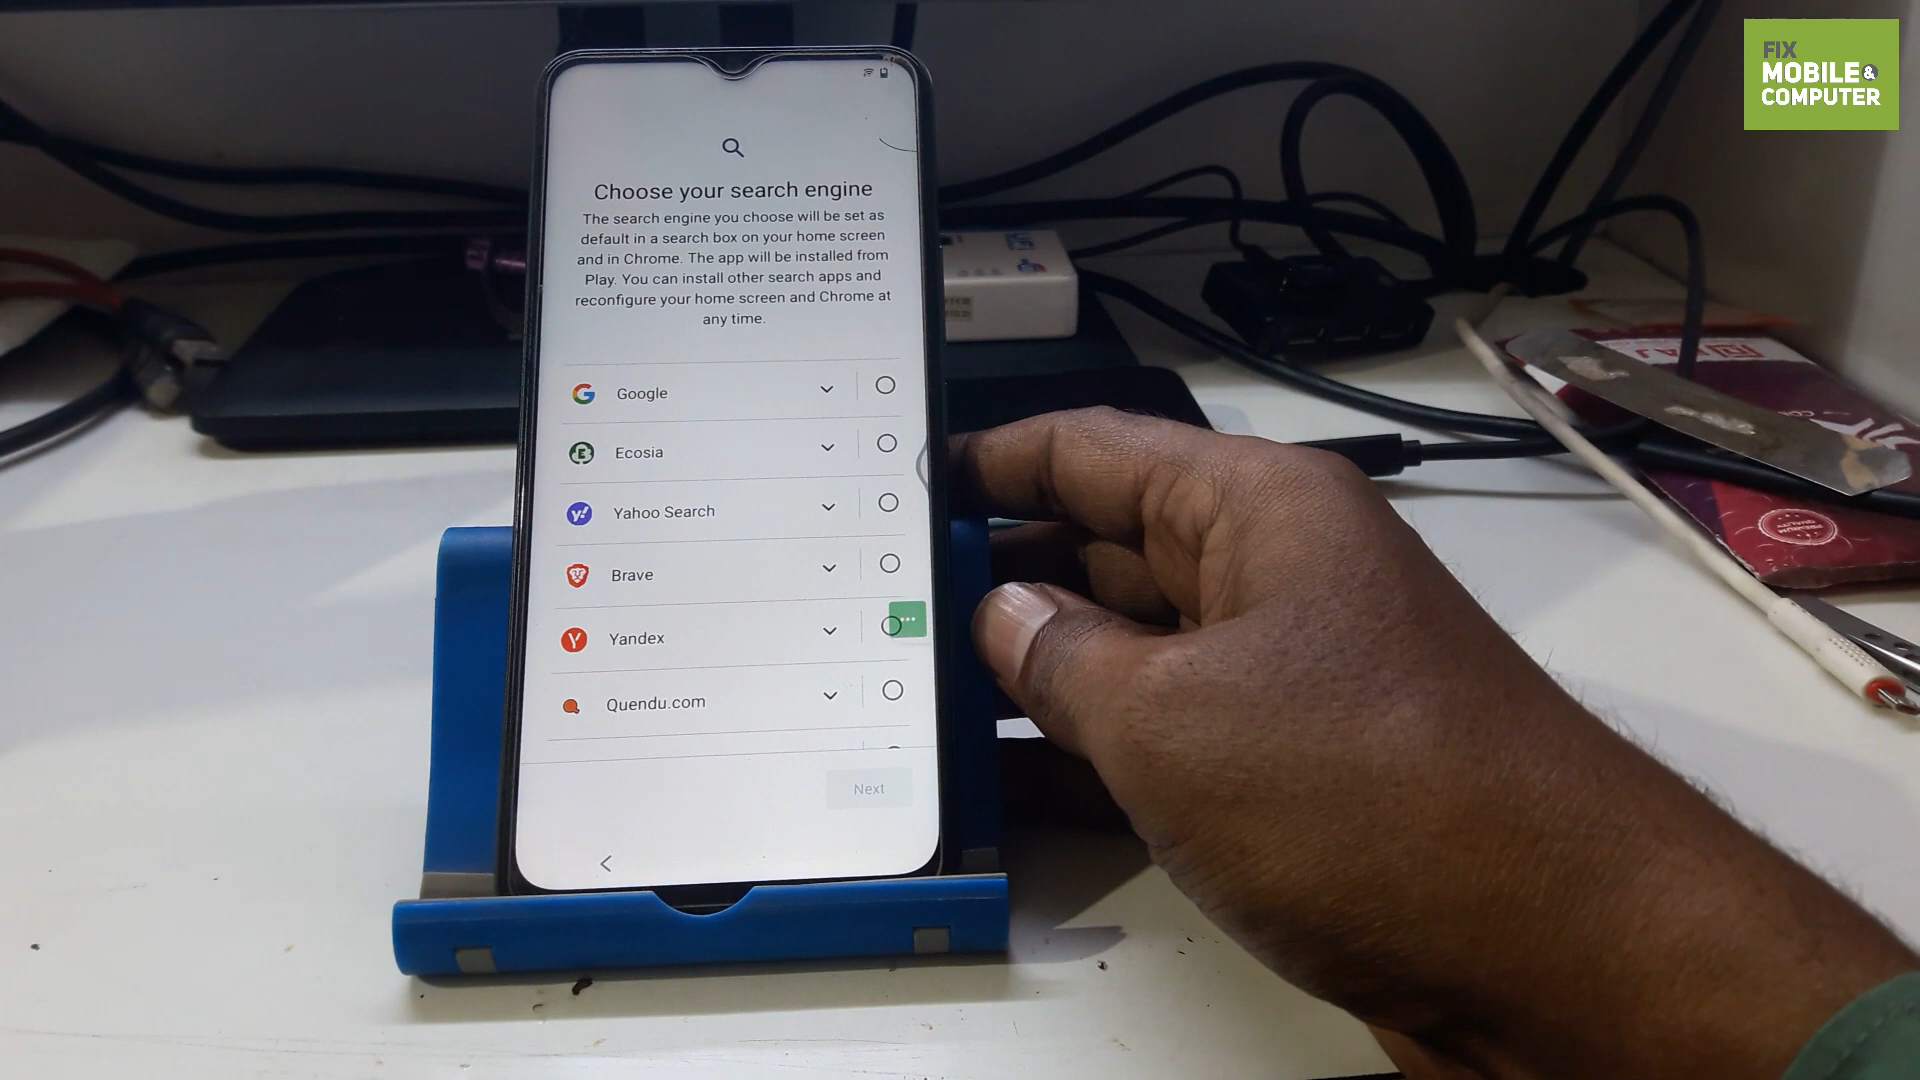 FIX
MOBILE &
COMPUTER
Choose your search engine
The search engine you choose will be set as
default in a search box on your home screen
and in Chrome. The app will be installed from
Play. You can install other search apps and
reconfigure your home screen and Chrome at
any time.
Google
Ecosia
Yahoo Search
Brave
Yandex
Quendu.com
Next
PREMIUM
QUALITY